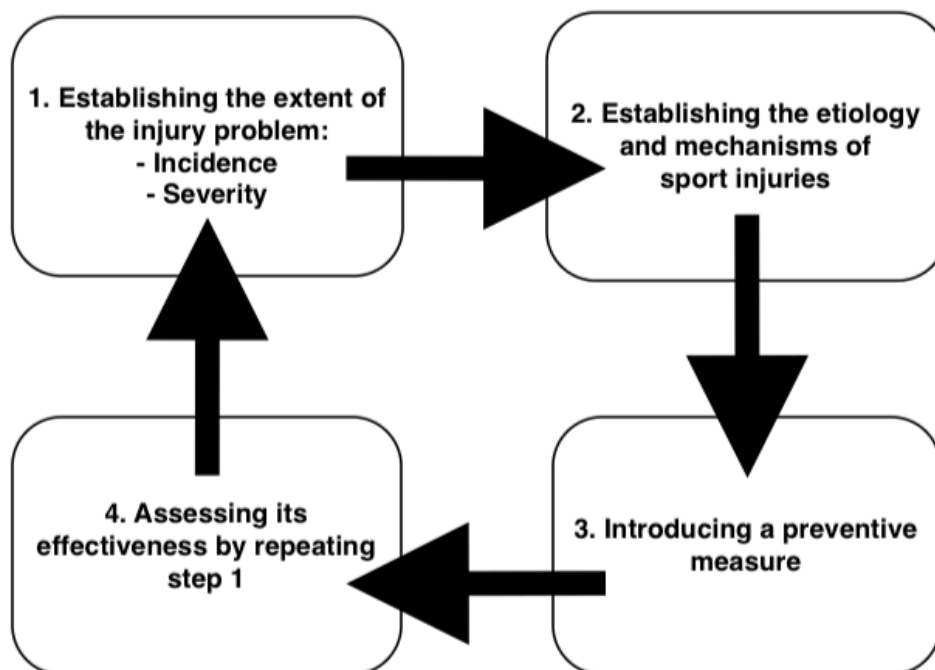 1. Establishing the extent of
the injury problem:
- Incidence
- Severity
2. Establishing the etiology
and mechanisms of
sport injuries
3. Introducing a preventive
measure
4. Assessing its
effectiveness by repeating
step 1